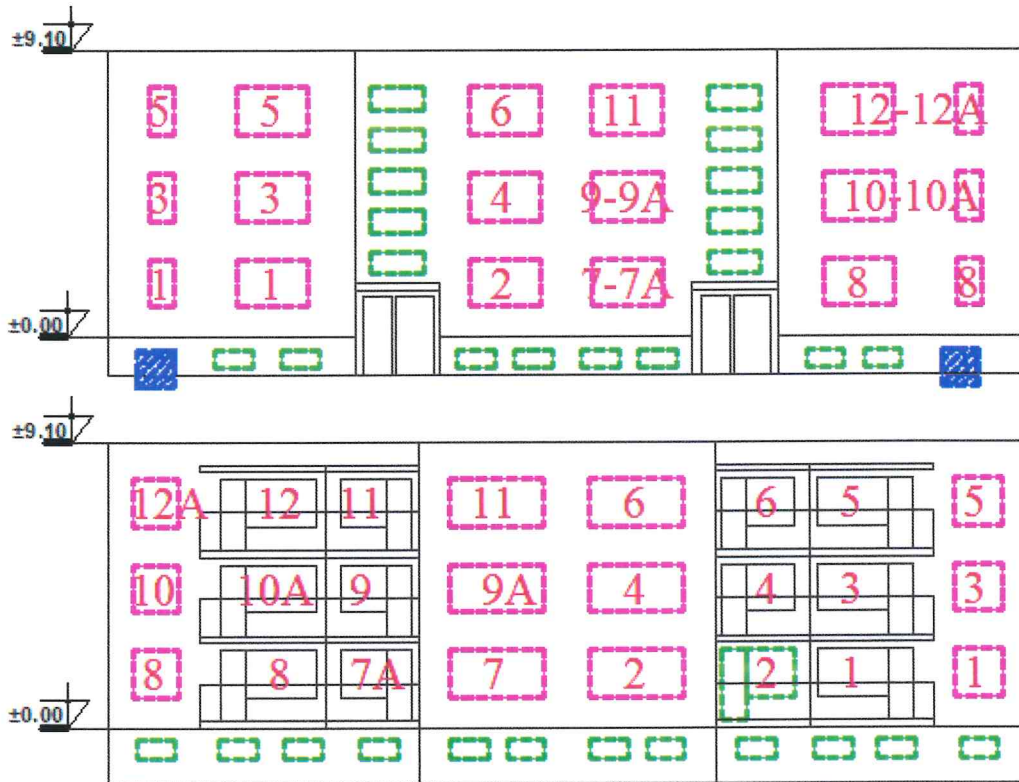 ±9.10
5 5 6 11 12-12A
3 3 4 9-9A 10-10A
1 1 2 7-7A 8 8
±0.00
±9.10
12A 12 11 11 6 6 5 5
10 10A 9 9A 4 4 3 3
8 8 7A 7 2 2 1 1
±0.00